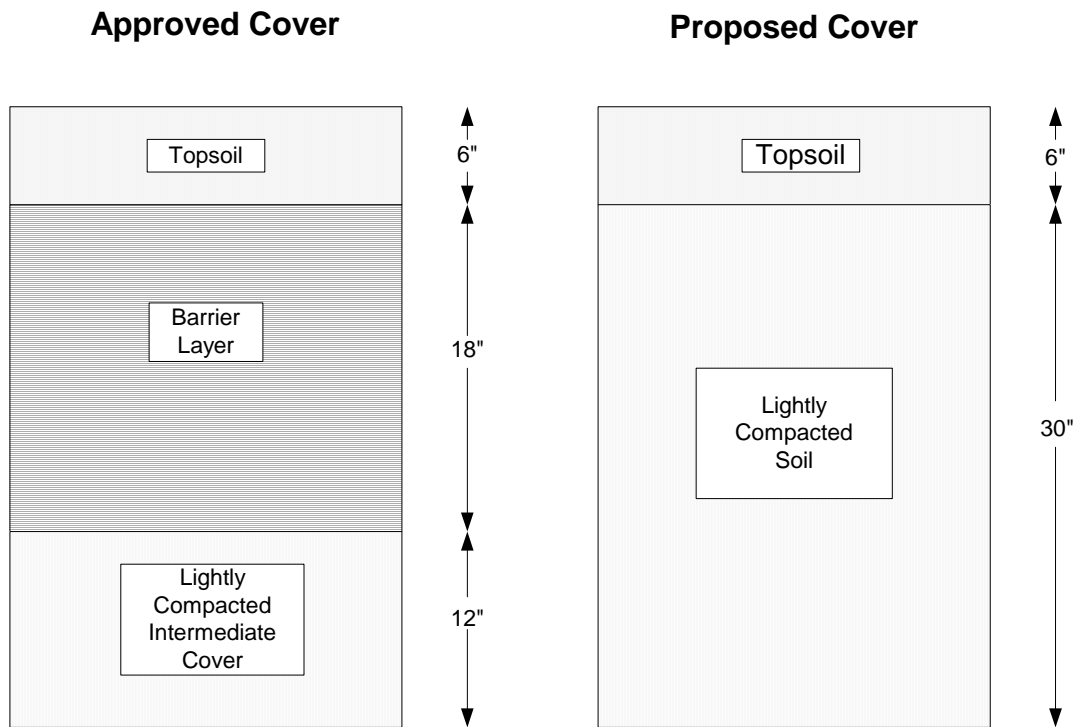 Approved Cover
Topsoil
6"
Barrier
Layer
18"
Lightly
Compacted
Intermediate
Cover
12"
Proposed Cover
Topsoil
6"
Lightly
Compacted
Soil
30"